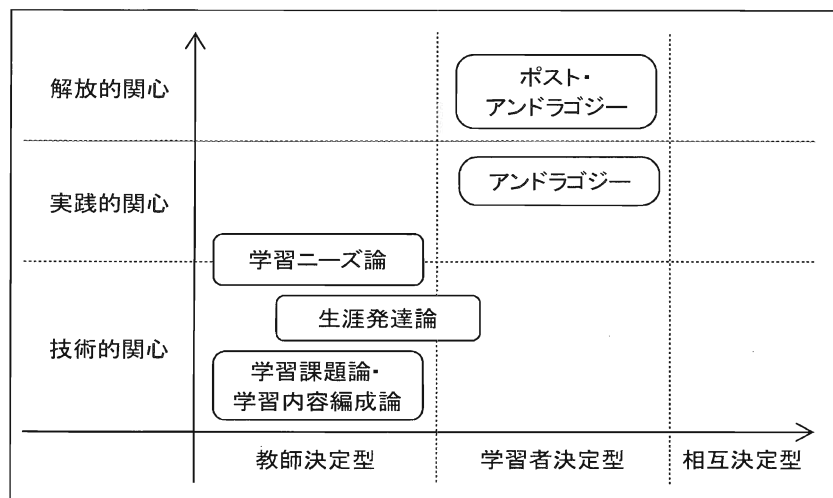 解放的関心
ポスト・
アンドラゴジー
実践的関心
アンドラゴジー
学習ニーズ論
生涯発達論
技術的関心
学習課題論・
学習内容編成論
教師決定型
学習者決定型
相互決定型